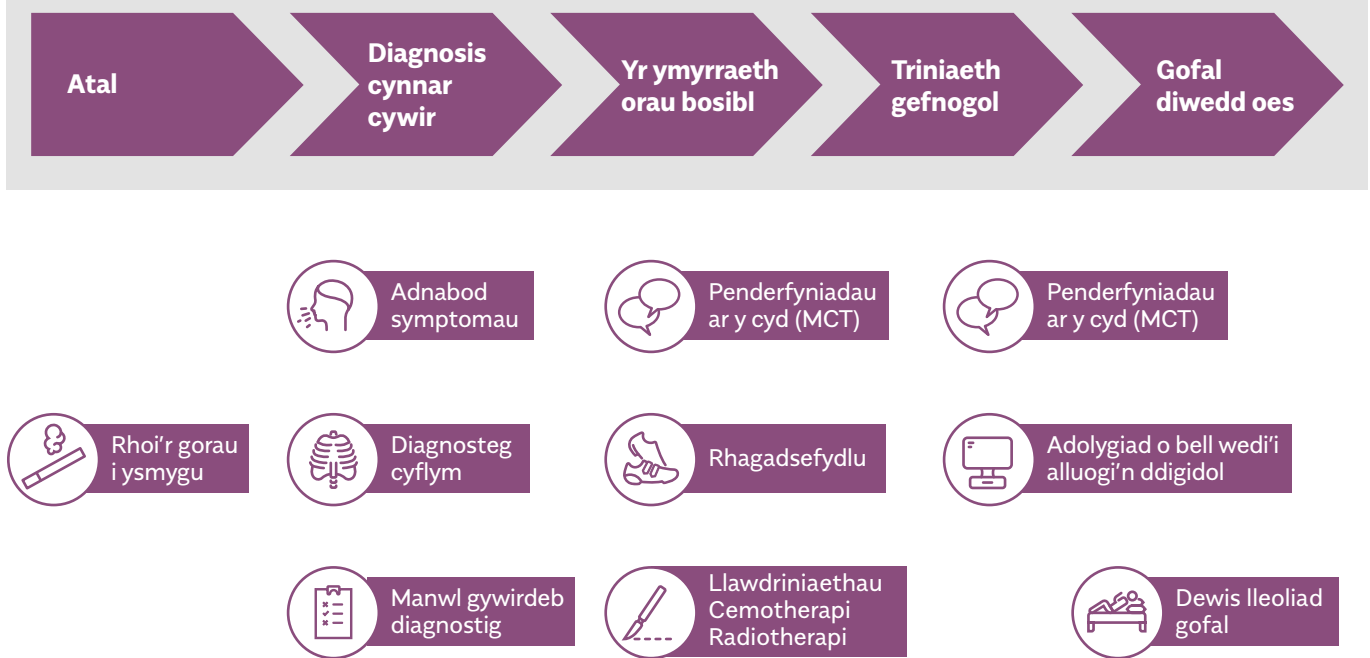 Atal
Diagnosis
cynnar
cywir
Yr ymyrraeth
orau bosibl
Triniaeth
gefnogol
Gofal
diwedd oes
Adnabod
symptomau
Penderfyniadau
ar y cyd (MCT)
Penderfyniadau
ar y cyd (MCT)
Rhoi'r gorau
i ysmygu
Diagnosteg
cyflym
Rhagadsefydlu
Adolygiad o bell wedi'i
alluogi'n ddigidol
Manwl gywirdeb
diagnostig
Llawdriniaethau
Cemotherapi
Radiotherapi
Dewis lleoliad
gofal